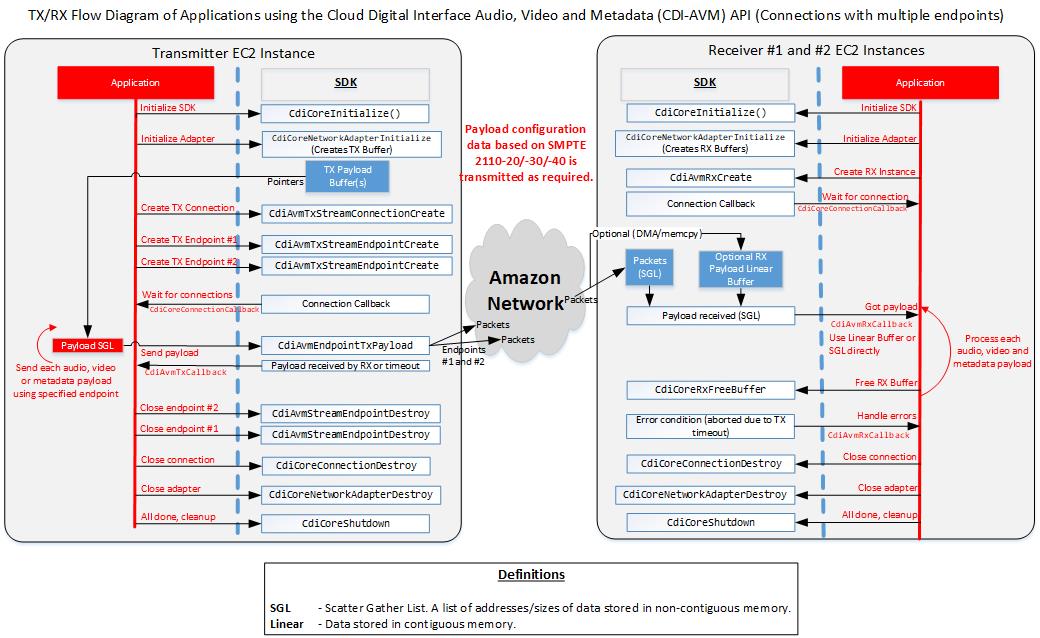 TX/RX Flow Diagram of Applications using the Cloud Digital Interface Audio, Video and Metadata (CDI-AVM) API (Connections with multiple endpoints)
Transmitter EC2 Instance
Application
SDK
Initialize SDK
CdiCoreInitialize()
Initialize Adapter
CdiCoreNetworkAdapterInitialize
(Creates TX Buffer)
Pointers
TX Payload
Buffer(s)
Create TX Connection
CdiAvmTxStreamConnectionCreate
Create TX Endpoint #1
CdiAvmTxStreamEndpointCreate
Create TX Endpoint #2
CdiAvmTxStreamEndpointCreate
Wait for connections
CdiCoreConnectionCallback
Connection Callback
Payload SGL
Send payload
CdiAvmEndpointTxPayload
CdiAvmTxCallback
Payload received by RX or timeout
Send each audio, video
or metadata payload
using specified endpoint
Close endpoint #2
CdiAvmStreamEndpointDestroy
Close endpoint #1
CdiAvmStreamEndpointDestroy
Close connection
CdiCoreConnectionDestroy
Close adapter
CdiCoreNetworkAdapterDestroy
All done, cleanup
CdiCoreShutdown
Payload configuration
data based on SMPTE
2110-20/-30/-40 is
transmitted as required.
Amazon
Network
Packets
Packets
Packets
Endpoints
#1 and #2
Receiver #1 and #2 EC2 Instances
SDK
Application
CdiCoreInitialize()
Initialize SDK
CdiCoreNetworkAdapterInitialize
(Creates RX Buffers)
Initialize Adapter
CdiAvmRxCreate
Create RX Instance
Connection Callback
Wait for connection
CdiCoreConnectionCallback
Optional (DMA/memcpy)
Packets
(SGL)
Optional RX
Payload Linear
Buffer
Payload received (SGL)
Got payload
CdiAvmRxCallback
Use Linear Buffer or
SGL directly
Process each
audio, video and
metadata payload
CdiCoreRxFreeBuffer
Free RX Buffer
Error condition (aborted due to TX
timeout)
Handle errors
CdiAvmRxCallback
CdiCoreConnectionDestroy
Close connection
CdiCoreNetworkAdapterDestroy
Close adapter
CdiCoreShutdown
All done, cleanup
Definitions
SGL - Scatter Gather List. A list of addresses/sizes of data stored in non-contiguous memory.
Linear - Data stored in contiguous memory.